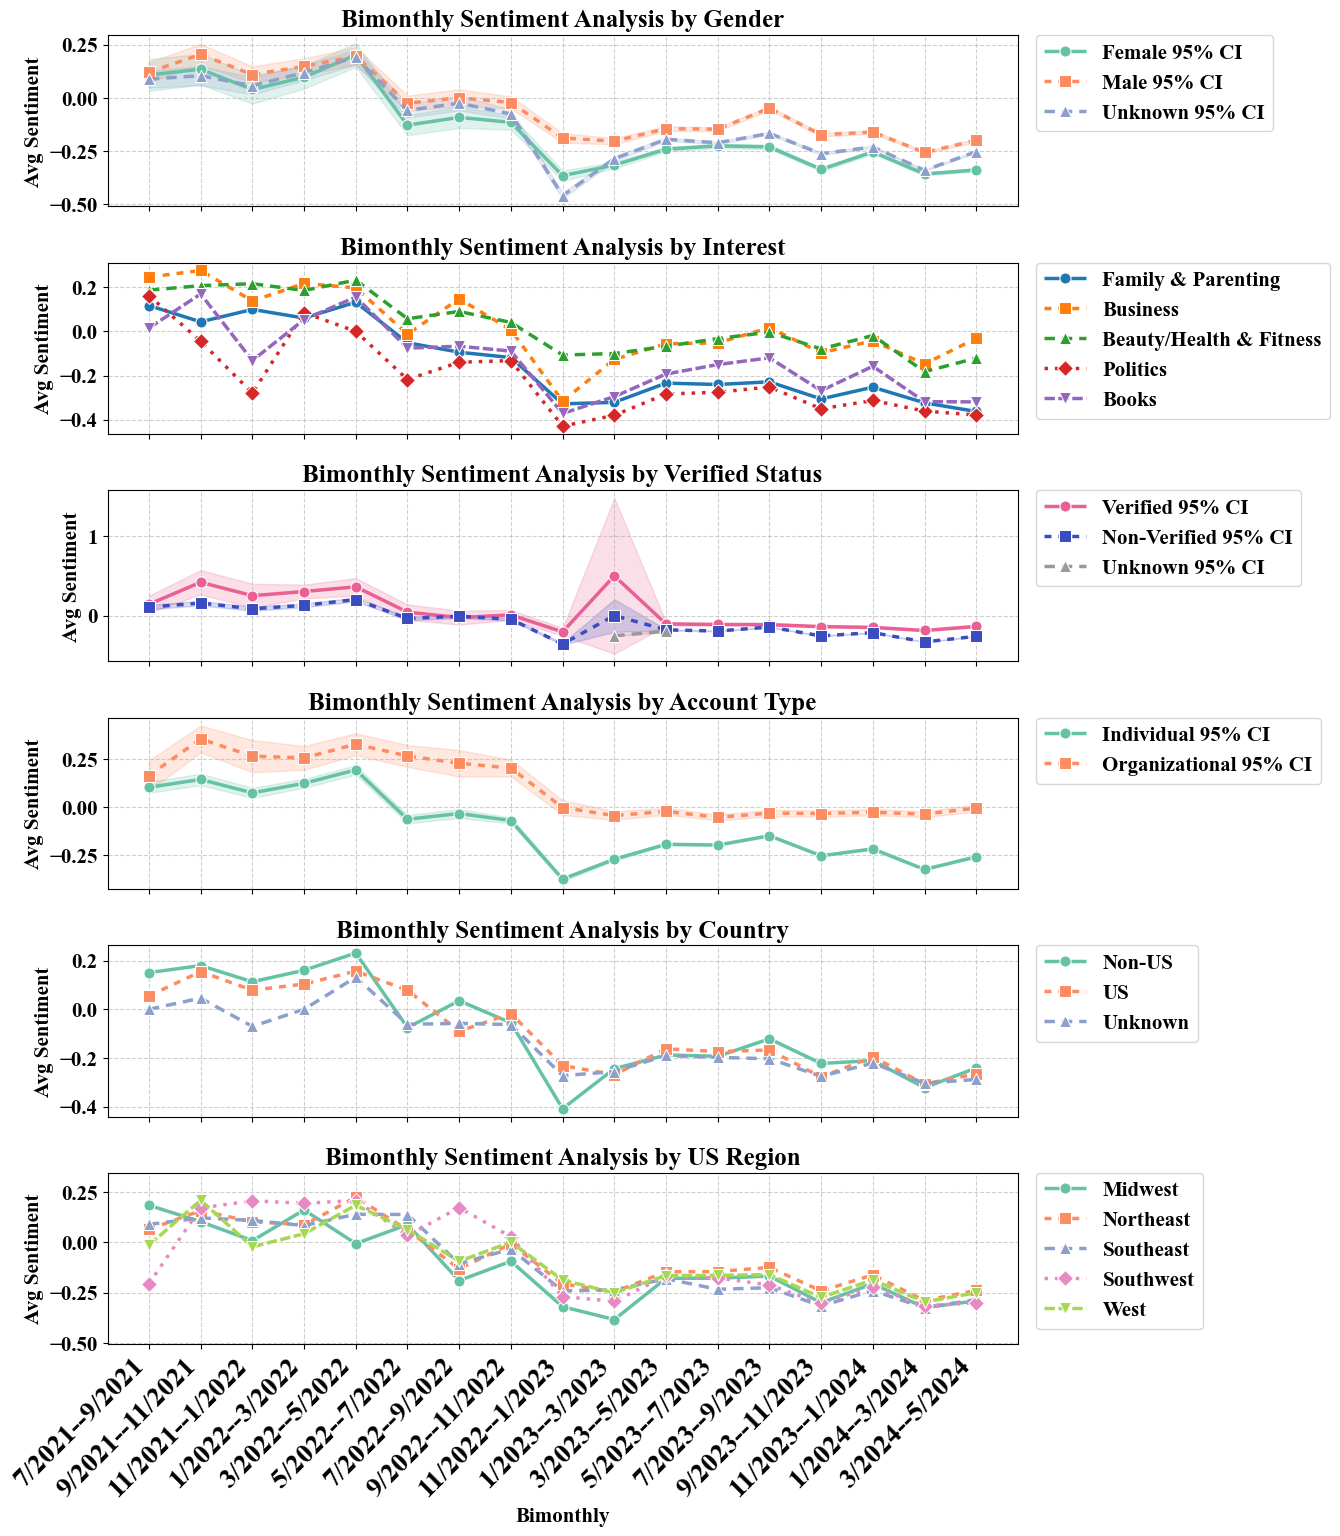 Bimonthly Sentiment Analysis by Gender
Avg Sentiment
0.25
0.00
−0.25
−0.50
Female 95% CI
Male 95% CI
Unknown 95% CI
Bimonthly Sentiment Analysis by Interest
Avg Sentiment
0.2
0.0
−0.2
−0.4
Family & Parenting
Business
Beauty/Health & Fitness
Politics
Books
Bimonthly Sentiment Analysis by Verified Status
Avg Sentiment
1
0
Verified 95% CI
Non-Verified 95% CI
Unknown 95% CI
Bimonthly Sentiment Analysis by Account Type
Avg Sentiment
0.25
0.00
−0.25
Individual 95% CI
Organizational 95% CI
Bimonthly Sentiment Analysis by Country
Avg Sentiment
0.2
0.0
−0.2
−0.4
Non-US
US
Unknown
Bimonthly Sentiment Analysis by US Region
Avg Sentiment
0.25
0.00
−0.25
−0.50
Midwest
Northeast
Southeast
Southwest
West
7/2021--9/2021
9/2021--11/2021
11/2021--1/2022
1/2022--3/2022
3/2022--5/2022
5/2022--7/2022
7/2022--9/2022
9/2022--11/2022
11/2022--1/2023
1/2023--3/2023
3/2023--5/2023
5/2023--7/2023
7/2023--9/2023
9/2023--11/2023
11/2023--1/2024
1/2024--3/2024
3/2024--5/2024
Bimonthly